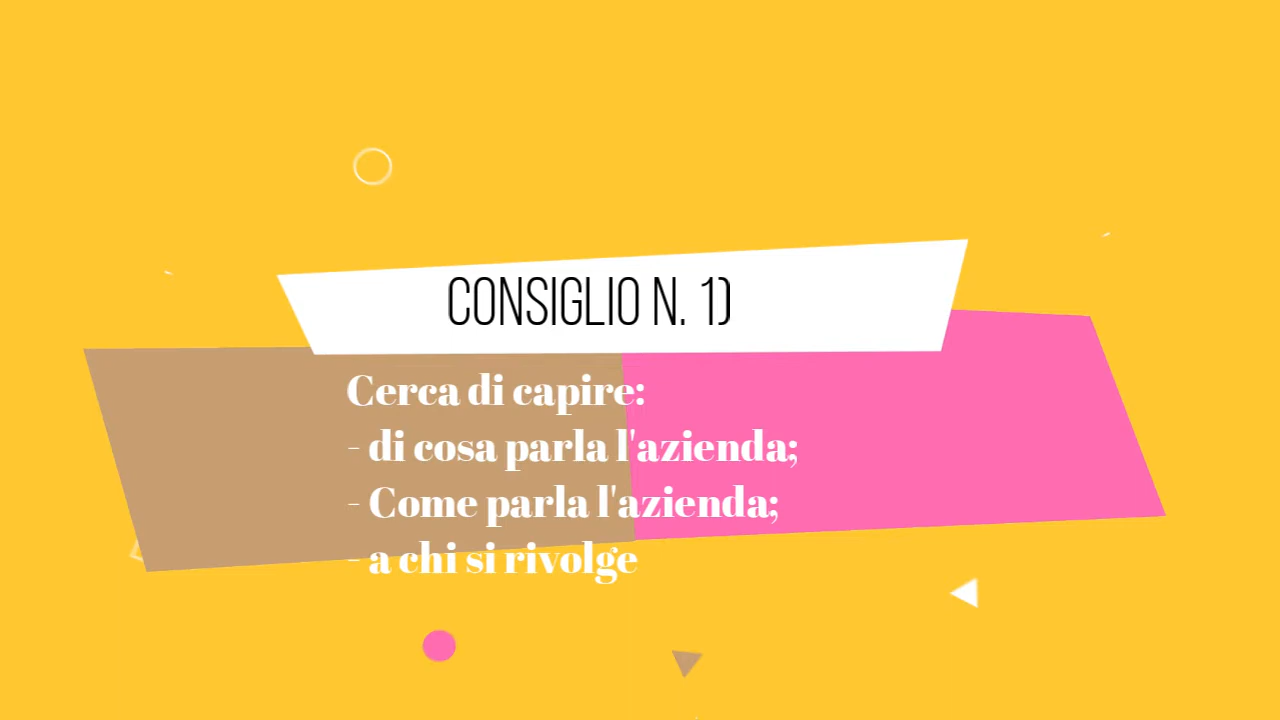 CONSIGLIO N. 1)
Cerca di capire:
- di cosa parla l'azienda;
- Come parla l'azienda;
- a chi si rivolge